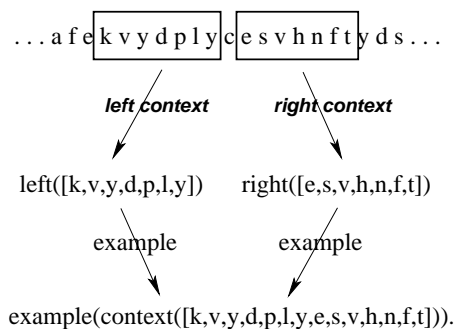 . . . a f e k v y d p l y c e s v h n f t y d s . . .
left context right context
left([k,v,y,d,p,l,y]) right([e,s,v,h,n,f,t])
example example
example(context([k,v,y,d,p,l,y,e,s,v,h,n,f,t])).